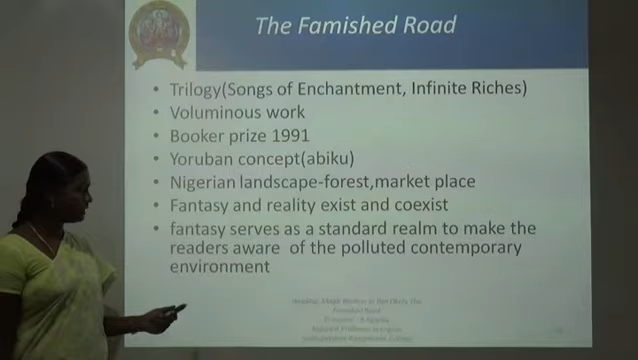 The Famished Road
• Trilogy(Songs of Enchantment, Infinite Riches)
• Voluminous work
• Booker prize 1991
• Yoruban concept(abiku)
• Nigerian landscape-forest,market place
• Fantasy and reality exist and coexist
• fantasy serves as a standard realm to make the
readers aware of the polluted contemporary
environment
Famished Road